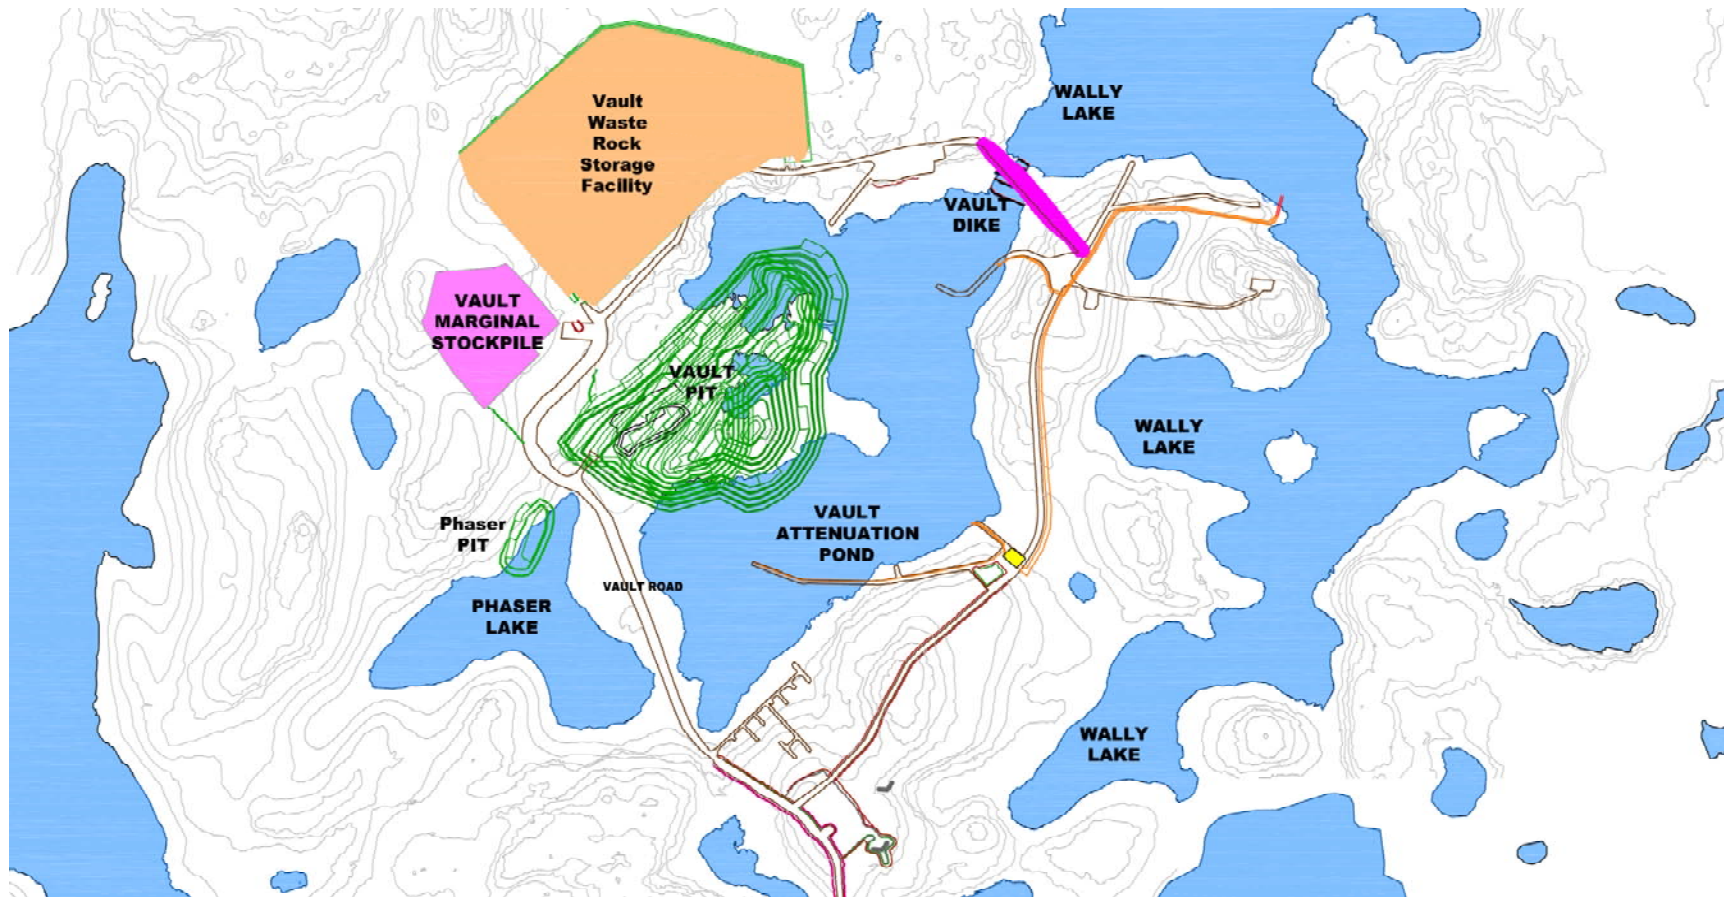 Vault
Waste
Rock
Storage
Facility
WALLY
LAKE
VAULT
DIKE
VAULT
MARGINAL
STOCKPILE
VAULT
PIT
WALLY
LAKE
Phaser
PIT
VAULT
ATTENUATION
POND
VAULT ROAD
PHASER
LAKE
WALLY
LAKE